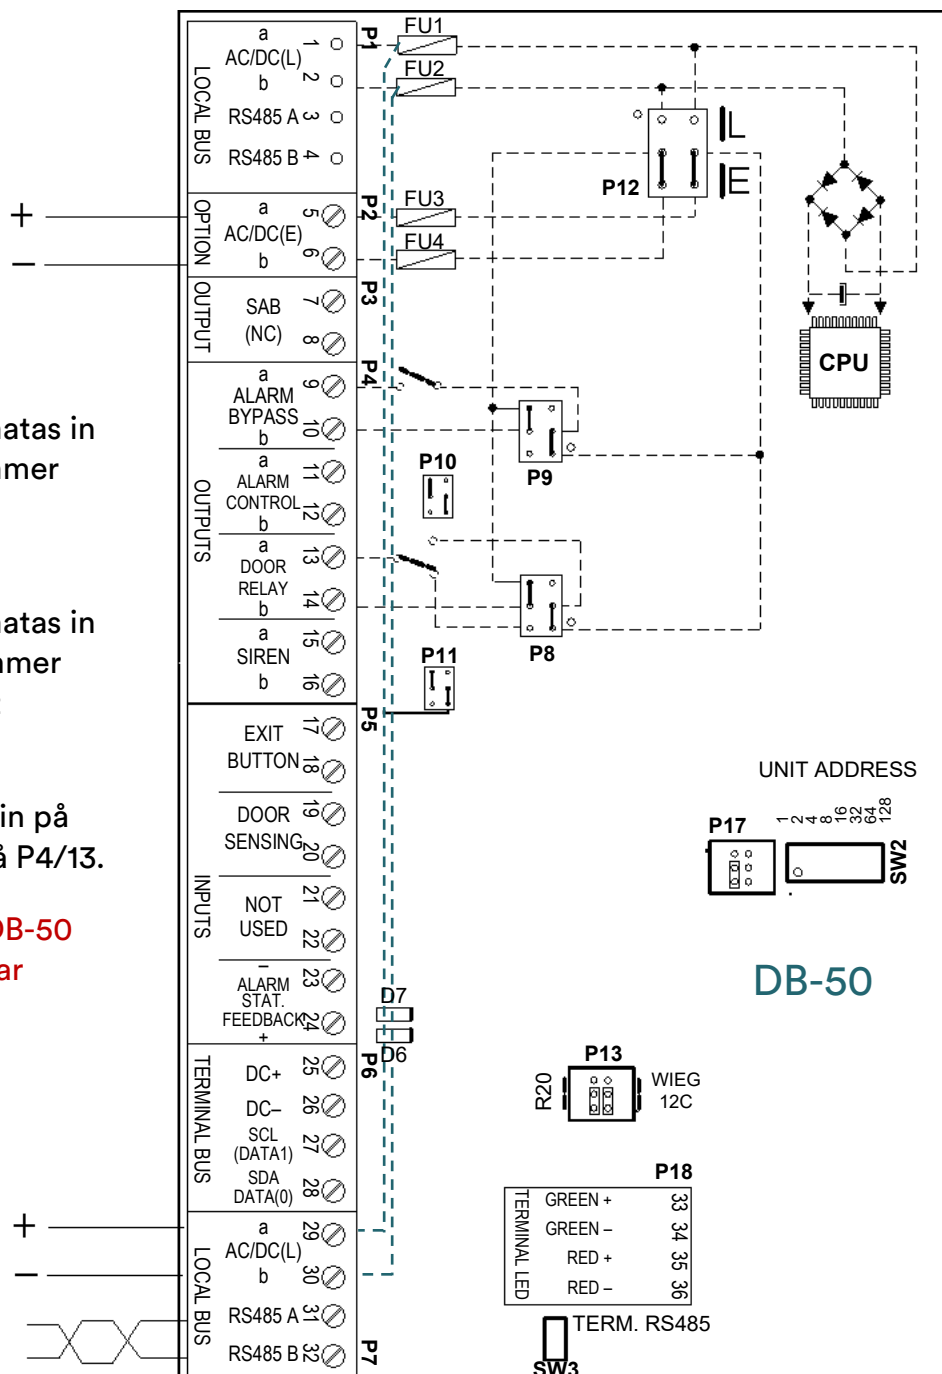 natas in
nmer
natas in
nmer
in på
å P4/13.
DB-50
ar
+
−
+
−
LOCAL BUS
a
AC/DC(L)
b
RS485 A
RS485 B
1
2
3
4
P1
OPTION
a
AC/DC(E)
b
5
6
P2
OUTPUT
SAB
(NC)
7
8
P3
OUTPUTS
a
ALARM
BYPASS
b
9
10
P4
a
ALARM
CONTROL
b
11
12
a
DOOR
RELAY
b
13
14
a
SIREN
b
15
16
INPUTS
EXIT
BUTTON
17
18
P5
DOOR
SENSING
19
20
NOT
USED
21
22
−
ALARM
STAT.
FEEDBACK
+
23
24
TERMINAL BUS
DC+
DC−
SCL
(DATA1)
SDA
DATA(0)
25
26
27
28
P6
LOCAL BUS
a
AC/DC(L)
b
RS485 A
RS485 B
29
30
31
32
P7
FU1
FU2
FU3
FU4
P12
L
E
CPU
P9
P10
P8
P11
D7
D6
UNIT ADDRESS
P17
1
2
4
8
16
32
64
128
SW2
DB-50
P13
R20
WIEG
12C
P18
TERMINAL LED
GREEN + 33
GREEN − 34
RED + 35
RED − 36
TERM. RS485
SW3